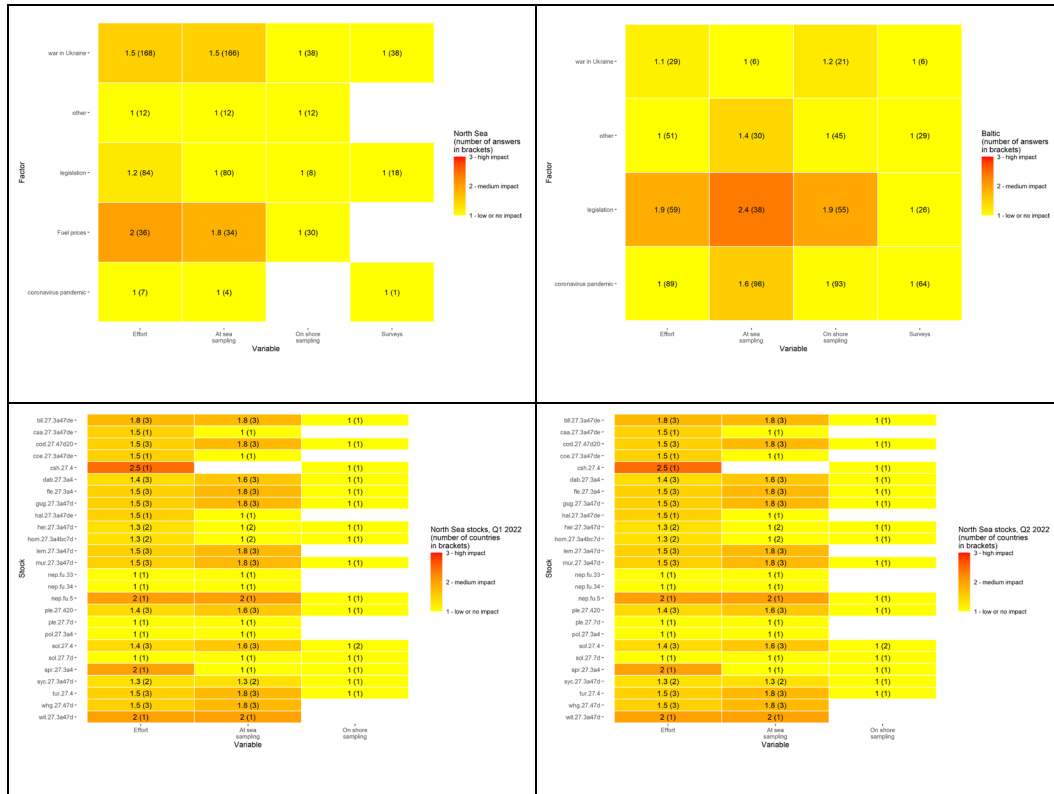 war in Ukraine 1.5 (168) 1.5 (166) 1 (38) 1 (38)
other 1 (12) 1 (12) 1 (12)
legislation 1.2 (84) 1 (80) 1 (8) 1 (18)
Fuel prices 2 (36) 1.8 (34) 1 (30)
coronavirus pandemic 1 (7) 1 (4) 1 (1)
Factor
Effort At sea sampling On shore sampling Surveys
Variable
North Sea
(number of answers
in brackets)
3 - high impact
2 - medium impact
1 - low or no impact
war in Ukraine 1.1 (29) 1 (6) 1.2 (21) 1 (6)
other 1 (51) 1.4 (30) 1 (45) 1 (29)
legislation 1.9 (59) 2.4 (38) 1.9 (55) 1 (26)
coronavirus pandemic 1 (89) 1.6 (96) 1 (93) 1 (64)
Factor
Effort At sea sampling On shore sampling Surveys
Variable
Baltic
(number of answers
in brackets)
3 - high impact
2 - medium impact
1 - low or no impact
bll.27.3a47de 1.8 (3) 1.8 (3) 1 (1)
caa.27.3a47de 1.5 (1) 1 (1)
cod.27.47d20 1.5 (3) 1.8 (3) 1 (1)
coe.27.3a47de 1.5 (1) 1 (1)
csh.27.4 2.5 (1) 1 (1)
dab.27.3a4 1.4 (3) 1.6 (3) 1 (1)
fle.27.3a4 1.5 (3) 1.8 (3) 1 (1)
gug.27.3a47d 1.5 (3) 1.8 (3) 1 (1)
hal.27.3a47de 1.5 (1) 1 (1)
her.27.3a47d 1.3 (2) 1 (2) 1 (1)
hom.27.3a4bc7d 1.3 (2) 1 (2) 1 (1)
lem.27.3a47d 1.5 (3) 1.8 (3)
mur.27.3a47d 1.5 (3) 1.8 (3) 1 (1)
nep.fu.33 1 (1) 1 (1)
nep.fu.34 1 (1) 1 (1)
nep.fu.5 2 (1) 2 (1) 1 (1)
ple.27.420 1.4 (3) 1.6 (3) 1 (1)
ple.27.7d 1 (1) 1 (1)
pol.27.3a4 1 (1) 1 (1)
sol.27.4 1.4 (3) 1.6 (3) 1 (2)
sol.27.7d 1 (1) 1 (1) 1 (1)
spr.27.3a4 2 (1) 1 (1) 1 (1)
syc.27.3a47d 1.3 (2) 1.3 (2) 1 (1)
tur.27.4 1.5 (3) 1.8 (3) 1 (1)
whg.27.47d 1.5 (3) 1.8 (3)
wit.27.3a47d 2 (1) 2 (1)
Stock
Effort At sea sampling On shore sampling
Variable
North Sea stocks, Q1 2022
(number of countries
in brackets)
3 - high impact
2 - medium impact
1 - low or no impact
bll.27.3a47de 1.8 (3) 1.8 (3) 1 (1)
caa.27.3a47de 1.5 (1) 1 (1)
cod.27.47d20 1.5 (3) 1.8 (3) 1 (1)
coe.27.3a47de 1.5 (1) 1 (1)
csh.27.4 2.5 (1) 1 (1)
dab.27.3a4 1.4 (3) 1.6 (3) 1 (1)
fle.27.3a4 1.5 (3) 1.8 (3) 1 (1)
gug.27.3a47d 1.5 (3) 1.8 (3) 1 (1)
hal.27.3a47de 1.5 (1) 1 (1)
her.27.3a47d 1.3 (2) 1 (2) 1 (1)
hom.27.3a4bc7d 1.3 (2) 1 (2) 1 (1)
lem.27.3a47d 1.5 (3) 1.8 (3)
mur.27.3a47d 1.5 (3) 1.8 (3) 1 (1)
nep.fu.33 1 (1) 1 (1)
nep.fu.34 1 (1) 1 (1)
nep.fu.5 2 (1) 2 (1) 1 (1)
ple.27.420 1.4 (3) 1.6 (3) 1 (1)
ple.27.7d 1 (1) 1 (1)
pol.27.3a4 1 (1) 1 (1)
sol.27.4 1.4 (3) 1.6 (3) 1 (2)
sol.27.7d 1 (1) 1 (1) 1 (1)
spr.27.3a4 2 (1) 1 (1) 1 (1)
syc.27.3a47d 1.3 (2) 1.3 (2) 1 (1)
tur.27.4 1.5 (3) 1.8 (3) 1 (1)
whg.27.47d 1.5 (3) 1.8 (3)
wit.27.3a47d 2 (1) 2 (1)
Stock
Effort At sea sampling On shore sampling
Variable
North Sea stocks, Q2 2022
(number of countries
in brackets)
3 - high impact
2 - medium impact
1 - low or no impact